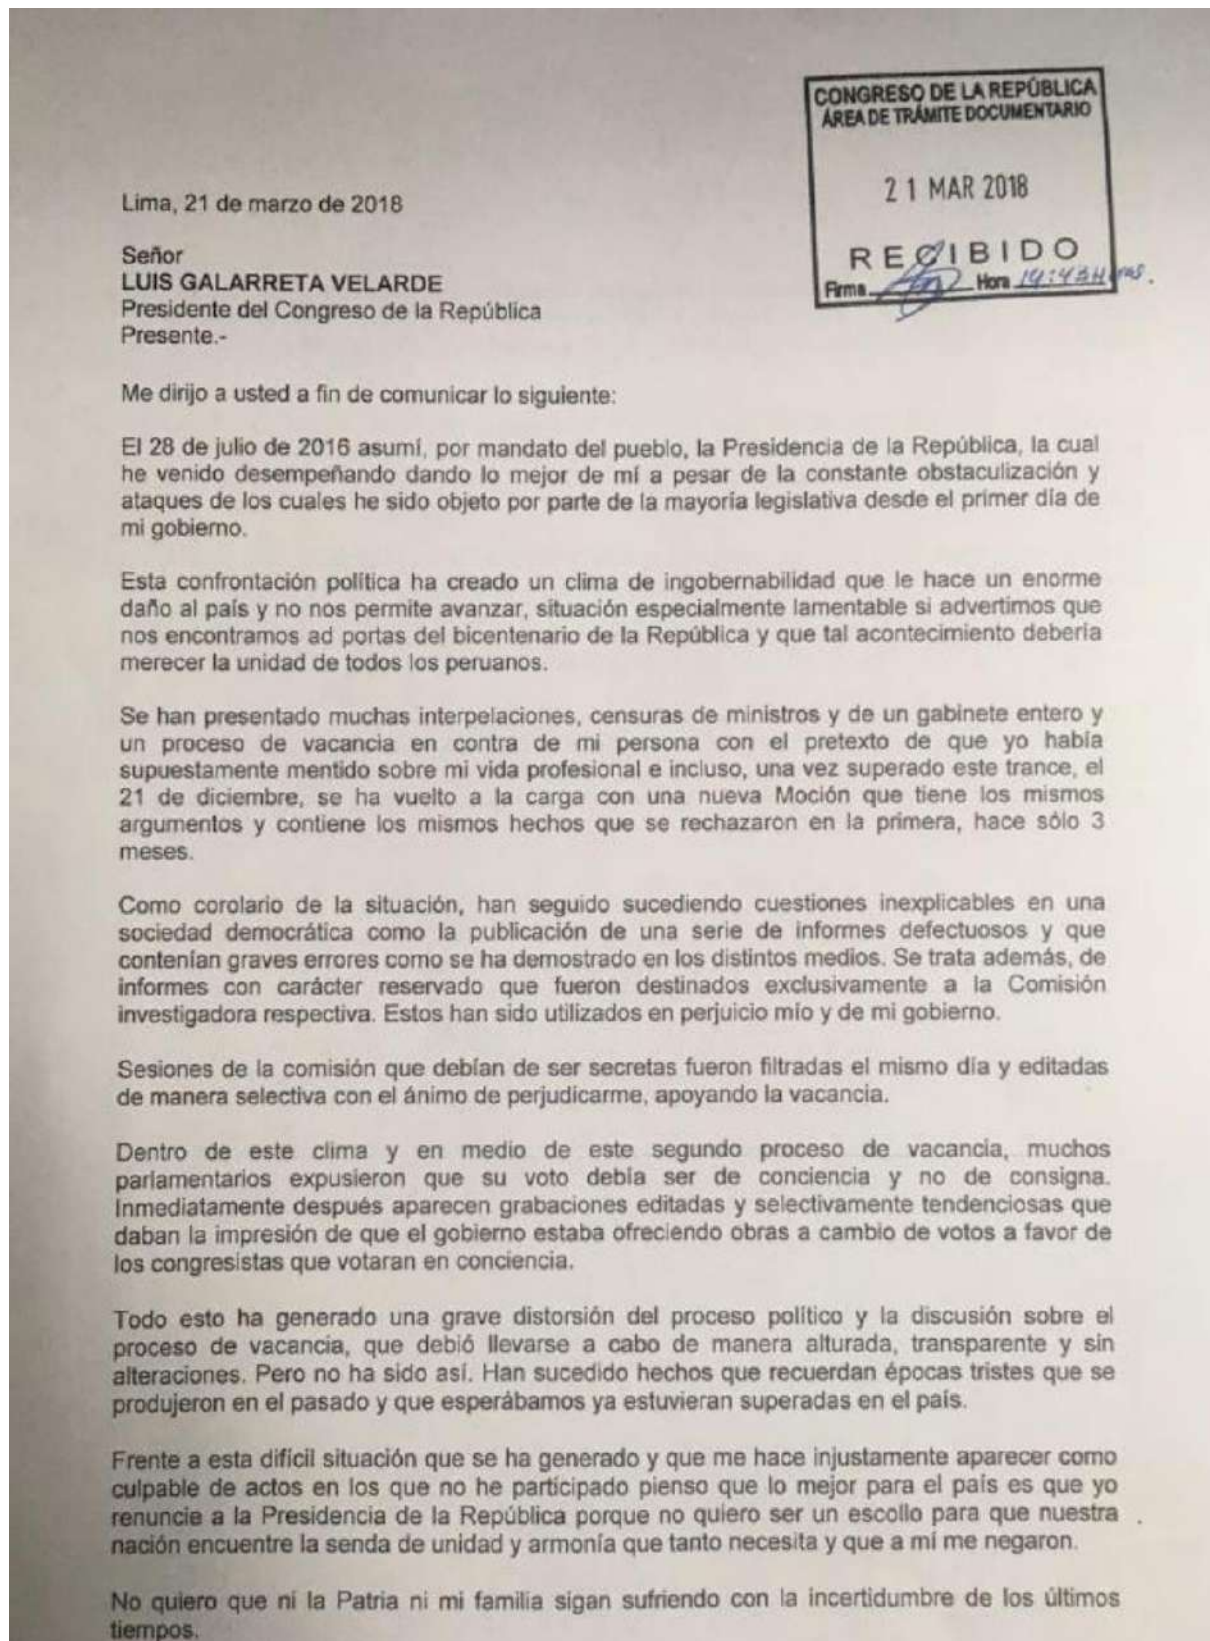 CONGRESO DE LA REPÚBLICA
ÁREA DE TRÁMITE DOCUMENTARIO
21 MAR 2018
RECIBIDO
Firma Hora 14:43 Horas.
Lima, 21 de marzo de 2018
Señor
LUIS GALARRETA VELARDE
Presidente del Congreso de la República
Presente.-
Me dirijo a usted a fin de comunicar lo siguiente:
El 28 de julio de 2016 asumí, por mandato del pueblo, la Presidencia de la República, la cual
he venido desempeñando dando lo mejor de mí a pesar de la constante obstaculización y
ataques de los cuales he sido objeto por parte de la mayoría legislativa desde el primer día de
mi gobierno.
Esta confrontación política ha creado un clima de ingobernabilidad que le hace un enorme
daño al país y no nos permite avanzar, situación especialmente lamentable si advertimos que
nos encontramos ad portas del bicentenario de la República y que tal acontecimiento debería
merecer la unidad de todos los peruanos.
Se han presentado muchas interpelaciones, censuras de ministros y de un gabinete entero y
un proceso de vacancia en contra de mi persona con el pretexto de que yo había
supuestamente mentido sobre mi vida profesional e incluso, una vez superado este trance, el
21 de diciembre, se ha vuelto a la carga con una nueva Moción que tiene los mismos
argumentos y contiene los mismos hechos que se rechazaron en la primera, hace sólo 3
meses.
Como corolario de la situación, han seguido sucediendo cuestiones inexplicables en una
sociedad democrática como la publicación de una serie de informes defectuosos y que
contenían graves errores como se ha demostrado en los distintos medios. Se trata además, de
informes con carácter reservado que fueron destinados exclusivamente a la Comisión
investigadora respectiva. Estos han sido utilizados en perjuicio mío y de mi gobierno.
Sesiones de la comisión que debían de ser secretas fueron filtradas el mismo día y editadas
de manera selectiva con el ánimo de perjudicarme, apoyando la vacancia.
Dentro de este clima y en medio de este segundo proceso de vacancia, muchos
parlamentarios expusieron que su voto debía ser de conciencia y no de consigna.
Inmediatamente después aparecen grabaciones editadas y selectivamente tendenciosas que
daban la impresión de que el gobierno estaba ofreciendo obras a cambio de votos a favor de
los congresistas que votaran en conciencia.
Todo esto ha generado una grave distorsión del proceso político y la discusión sobre el
proceso de vacancia, que debió llevarse a cabo de manera alturada, transparente y sin
alteraciones. Pero no ha sido así. Han sucedido hechos que recuerdan épocas tristes que se
produjeron en el pasado y que esperábamos ya estuvieran superadas en el país.
Frente a esta difícil situación que se ha generado y que me hace injustamente aparecer como
culpable de actos en los que no he participado pienso que lo mejor para el país es que yo
renuncie a la Presidencia de la República porque no quiero ser un escollo para que nuestra
nación encuentre la senda de unidad y armonía que tanto necesita y que a mí me negaron.
No quiero que ni la Patria ni mi familia sigan sufriendo con la incertidumbre de los últimos
tiempos.